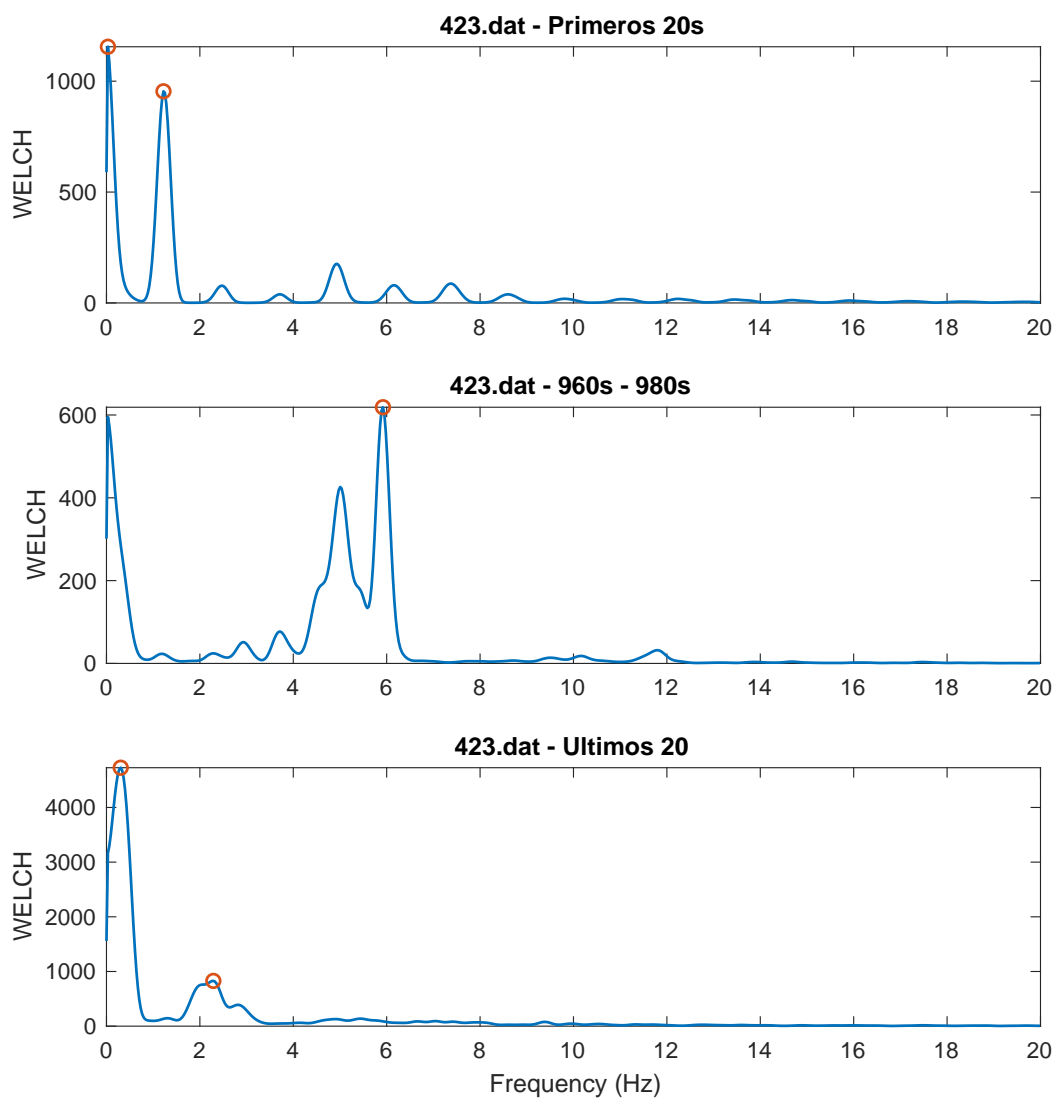 423.dat - Primeros 20s
1000
500
0
WELCH
0 2 4 6 8 10 12 14 16 18 20
423.dat - 960s - 980s
600
400
200
0
WELCH
0 2 4 6 8 10 12 14 16 18 20
423.dat - Ultimos 20
4000
3000
2000
1000
0
WELCH
0 2 4 6 8 10 12 14 16 18 20
Frequency (Hz)